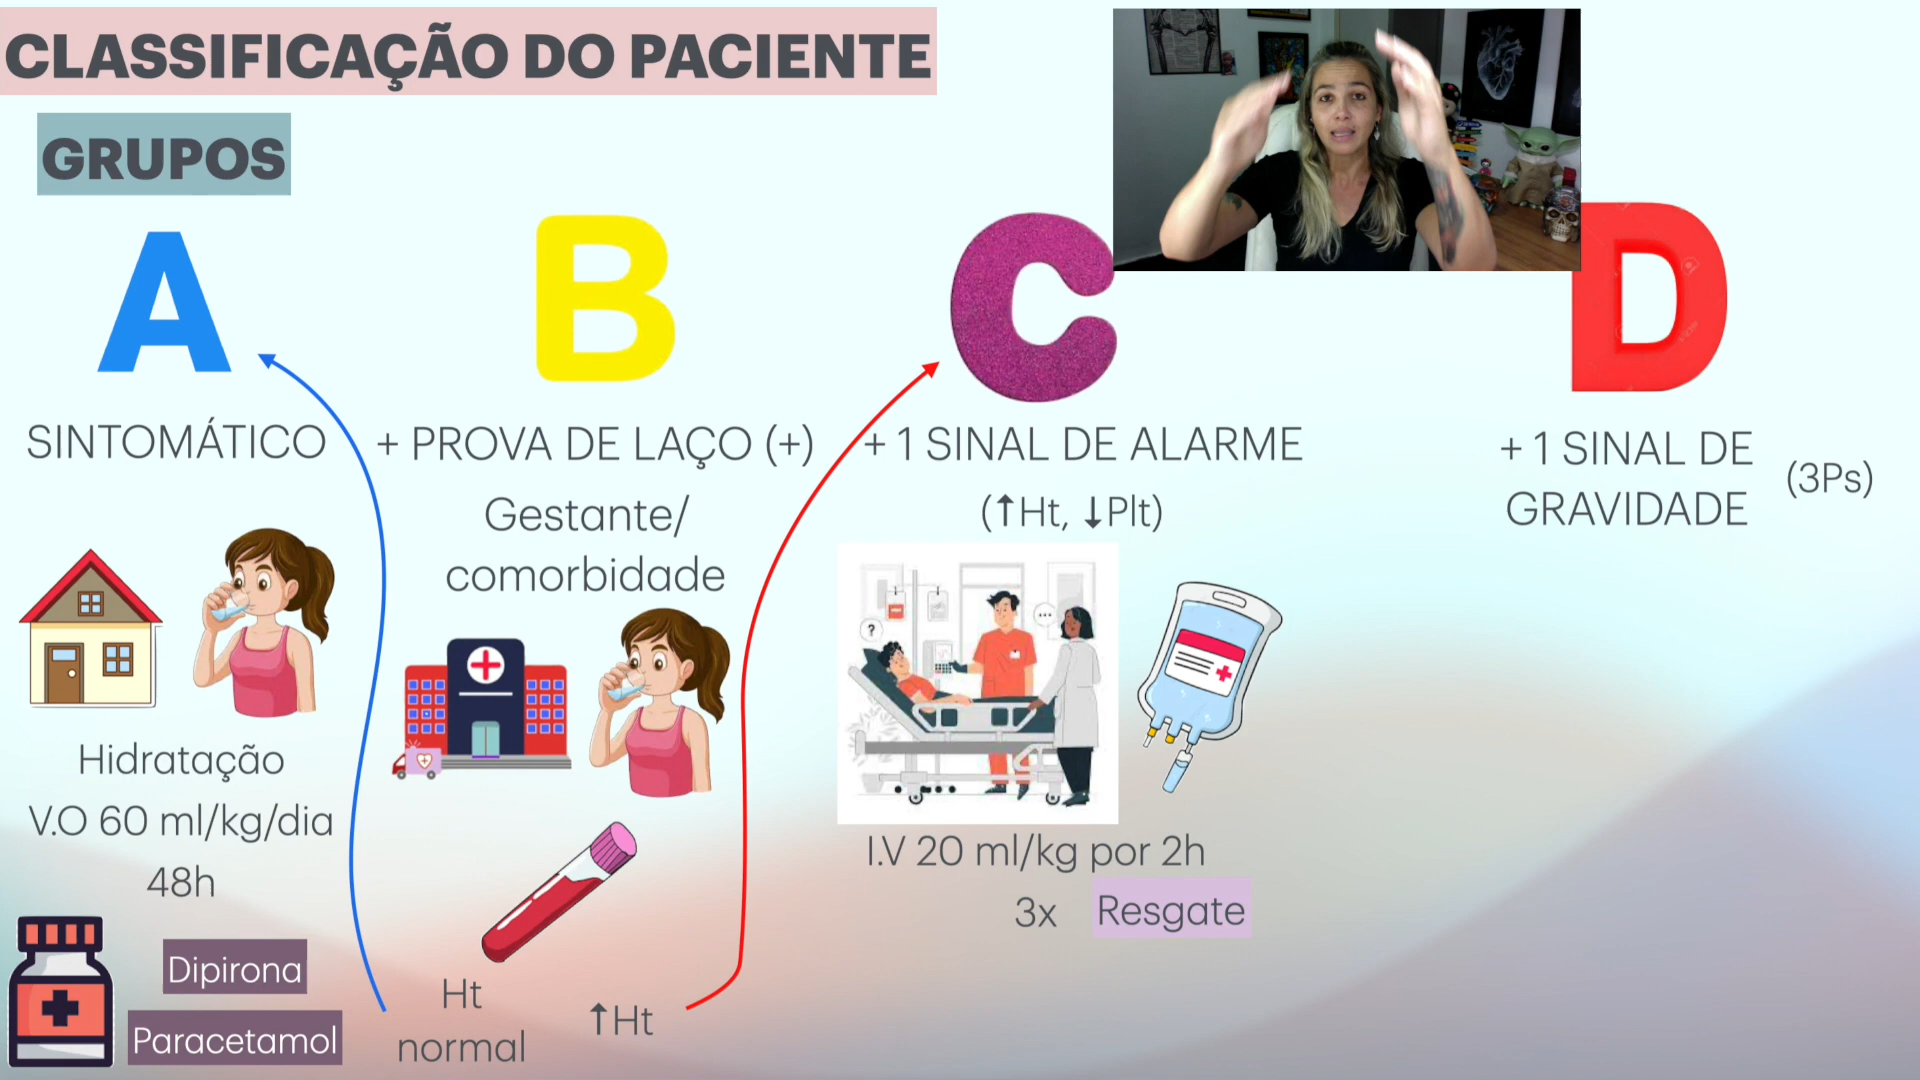 CLASSIFICAÇÃO DO PACIENTE
GRUPOS
A
SINTOMÁTICO
Hidratação
V.O 60 ml/kg/dia
48h
Dipirona
Paracetamol
B
+ PROVA DE LAÇO (+)
Gestante/
comorbidade
Ht
normal
↑Ht
C
+ 1 SINAL DE ALARME
(↑Ht, ↓Plt)
?
...
I.V 20 ml/kg por 2h
3x Resgate
D
+ 1 SINAL DE
GRAVIDADE
(3Ps)